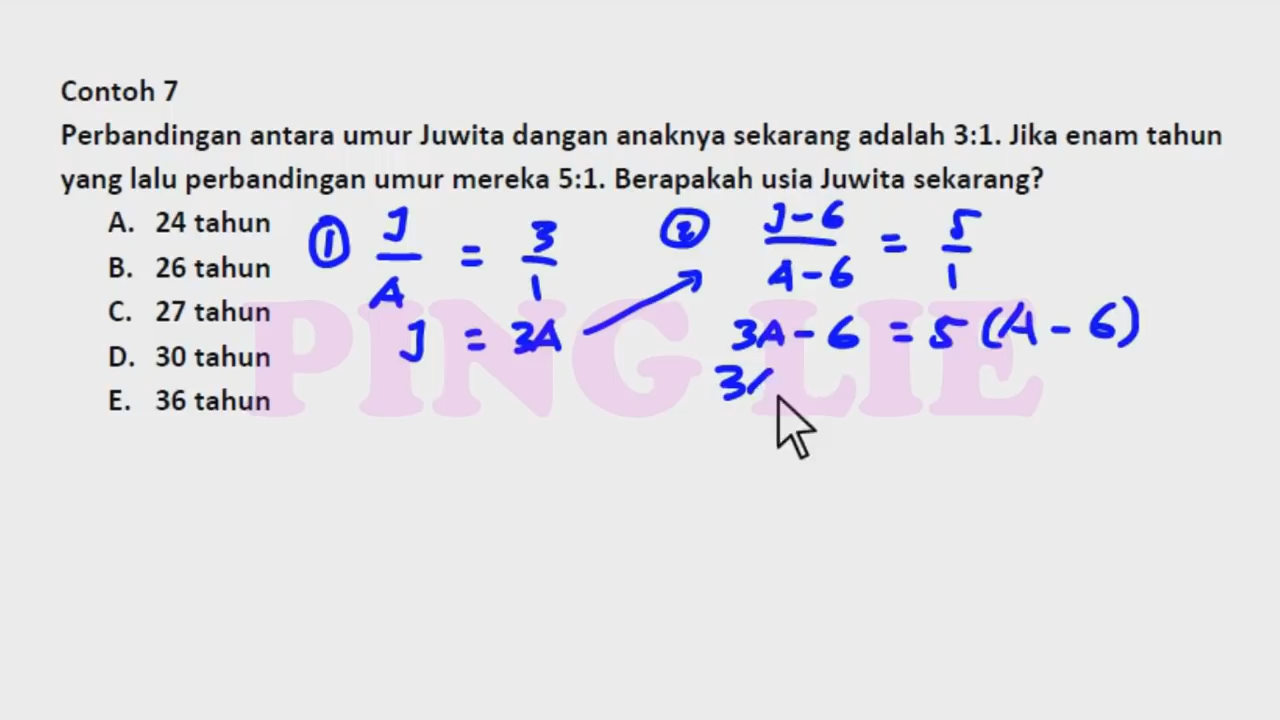 Contoh 7
Perbandingan antara umur Juwita dangan anaknya sekarang adalah 3:1. Jika enam tahun
yang lalu perbandingan umur mereka 5:1. Berapakah usia Juwita sekarang?
A. 24 tahun
B. 26 tahun
C. 27 tahun
D. 30 tahun
E. 36 tahun
① J/A = 3/1
J = 3A
② J-6/A-6 = 5/1
3A - 6 = 5 (A - 6)
3
PING LIE